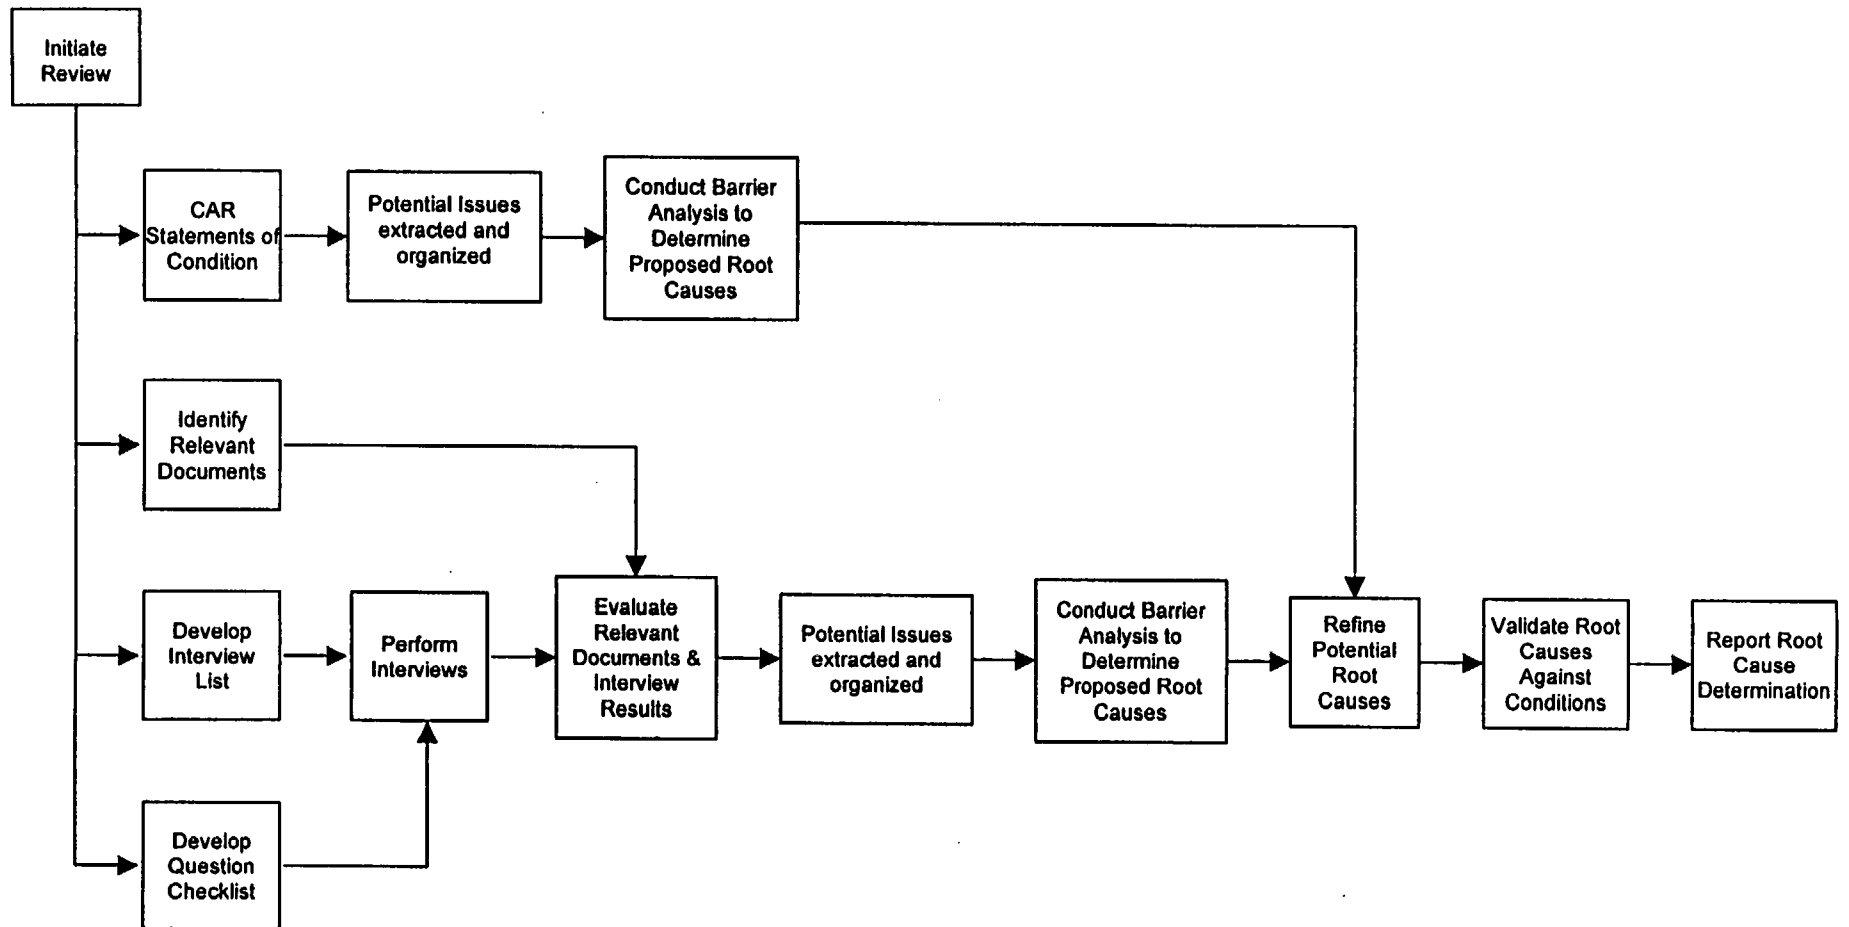 Initiate
Review
CAR
Statements of
Condition
Potential Issues
extracted and
organized
Conduct Barrier
Analysis to
Determine
Proposed Root
Causes
Identify
Relevant
Documents
Develop
Interview
List
Perform
Interviews
Evaluate
Relevant
Documents &
Interview
Results
Potential Issues
extracted and
organized
Conduct Barrier
Analysis to
Determine
Proposed Root
Causes
Refine
Potential
Root
Causes
Validate Root
Causes
Against
Conditions
Report Root
Cause
Determination
Develop
Question
Checklist